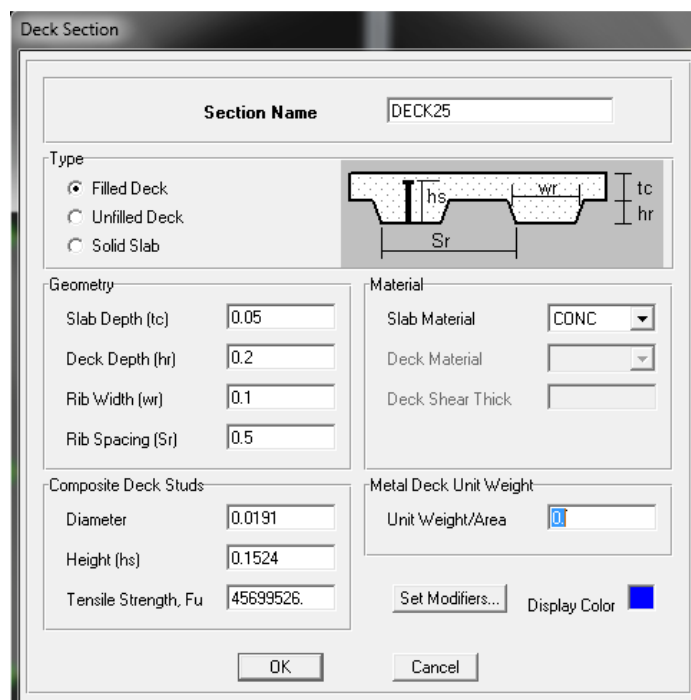 Deck Section
Section Name DECK25
Type
Filled Deck
Unfilled Deck
Solid Slab
hs wr tc
hr
Sr
Geometry
Slab Depth (tc) 0.05
Deck Depth (hr) 0.2
Rib Width (wr) 0.1
Rib Spacing (Sr) 0.5
Material
Slab Material CONC
Deck Material
Deck Shear Thick
Composite Deck Studs
Diameter 0.0191
Height (hs) 0.1524
Tensile Strength, Fu 45699526.
Metal Deck Unit Weight
Unit Weight/Area 0.
Set Modifiers... Display Color
OK Cancel